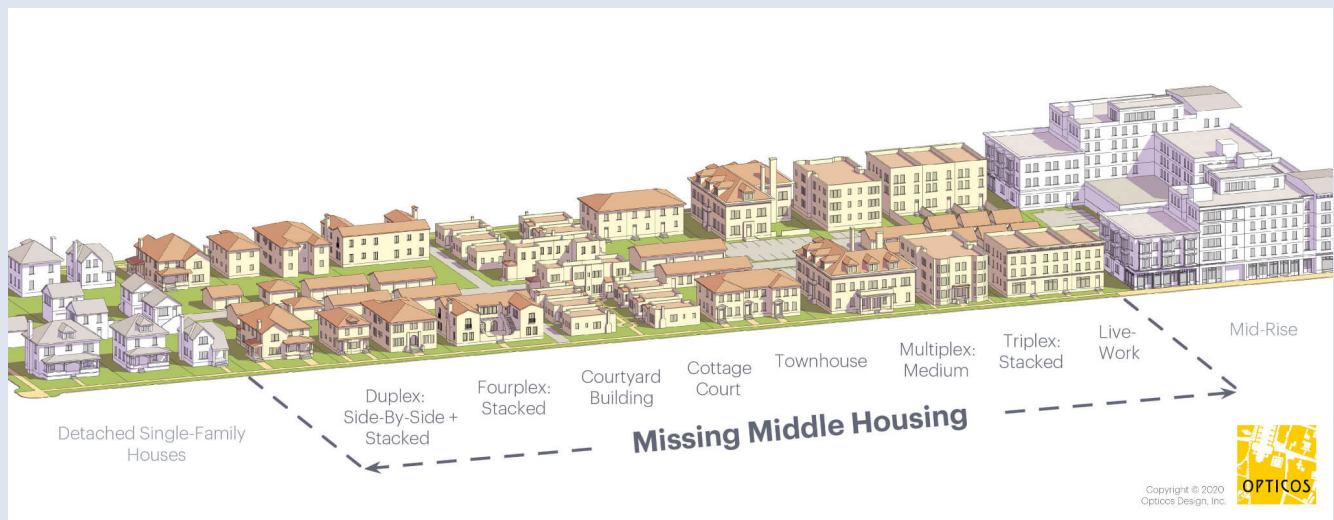 Detached Single-Family
Houses
Duplex:
Side-By-Side +
Stacked
Fourplex:
Stacked
Courtyard
Building
Cottage
Court
Townhouse
Multiplex:
Medium
Triplex:
Stacked
Live-
Work
Mid-Rise
Missing Middle Housing
Copyright © 2020
Opticos Design, Inc.
OPTICOS